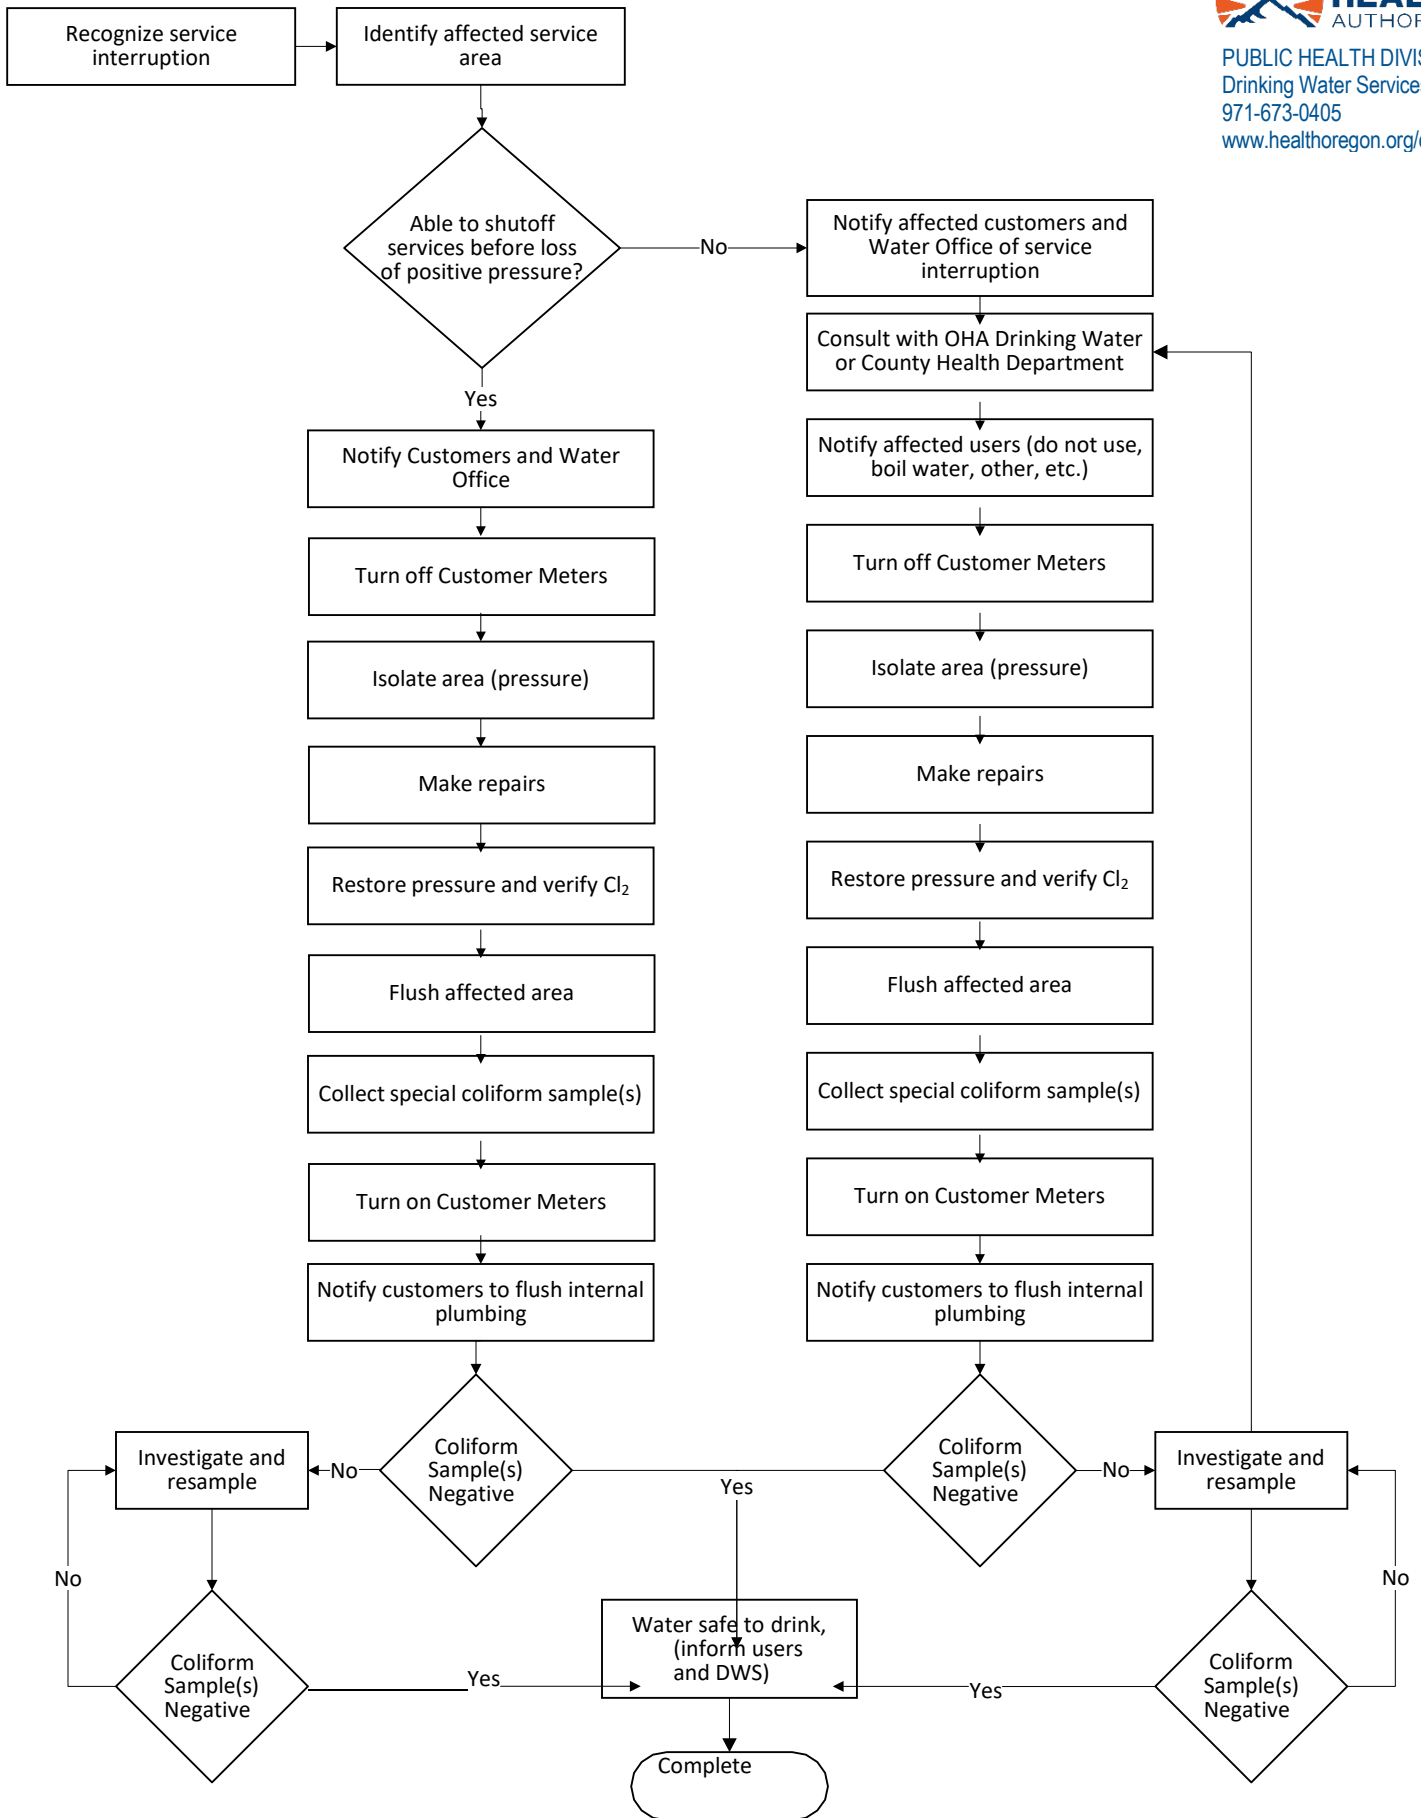 Recognize service
interruption
Identify affected service
area
PUBLIC HEALTH
Drinking Water
971-673-0405
Able to shutoff
services before loss
of positive pressure?
No
Notify affected customers and
Water Office of service
interruption
Consult with OHA Drinking Water
or County Health Department
Yes
Notify Customers and Water
Office
Notify affected users (do not use,
boil water, other, etc.)
Turn off Customer Meters
Turn off Customer Meters
Isolate area (pressure)
Isolate area (pressure)
Make repairs
Make repairs
Restore pressure and verify Cl₂
Restore pressure and verify Cl₂
Flush affected area
Flush affected area
Collect special coliform sample(s)
Collect special coliform sample(s)
Turn on Customer Meters
Turn on Customer Meters
Notify customers to flush internal
plumbing
Notify customers to flush internal
plumbing
Investigate and
resample
No
Coliform
Sample(s)
Negative
Yes
Coliform
Sample(s)
Negative
No
Investigate and
resample
No
Coliform
Sample(s)
Negative
Yes
Water safe to drink,
(inform users
and DWS)
Yes
Coliform
Sample(s)
Negative
No
Complete